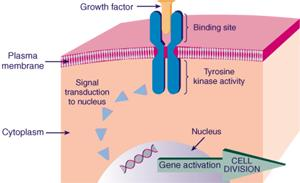 Growth factor
Binding site
Plasma
membrane
Tyrosine
kinase activity
Signal
transduction
to nucleus
Cytoplasm
Nucleus
Gene activation
CELL
DIVISION